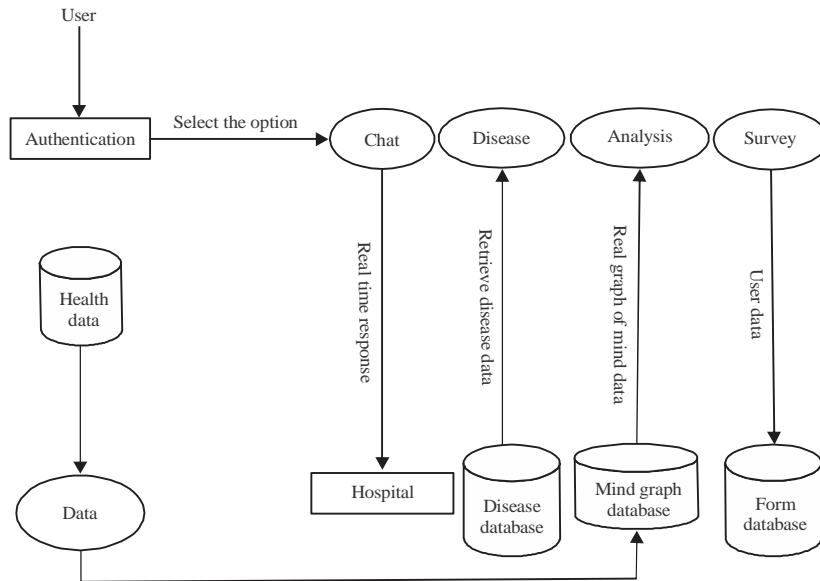 User
Authentication
Select the option
Chat
Disease
Analysis
Survey
Health
data
Real time response
Retrieve disease data
Real graph of mind data
User data
Data
Hospital
Disease
database
Mind graph
database
Form
database